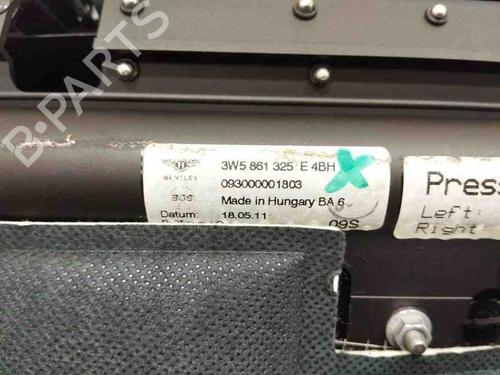 B-PARTS
BENTLEY
3W5 861 325 E 4BH
093000001803
Made in Hungary BA 6
Datum: 18.05.11
09S
Press
Left:
Right